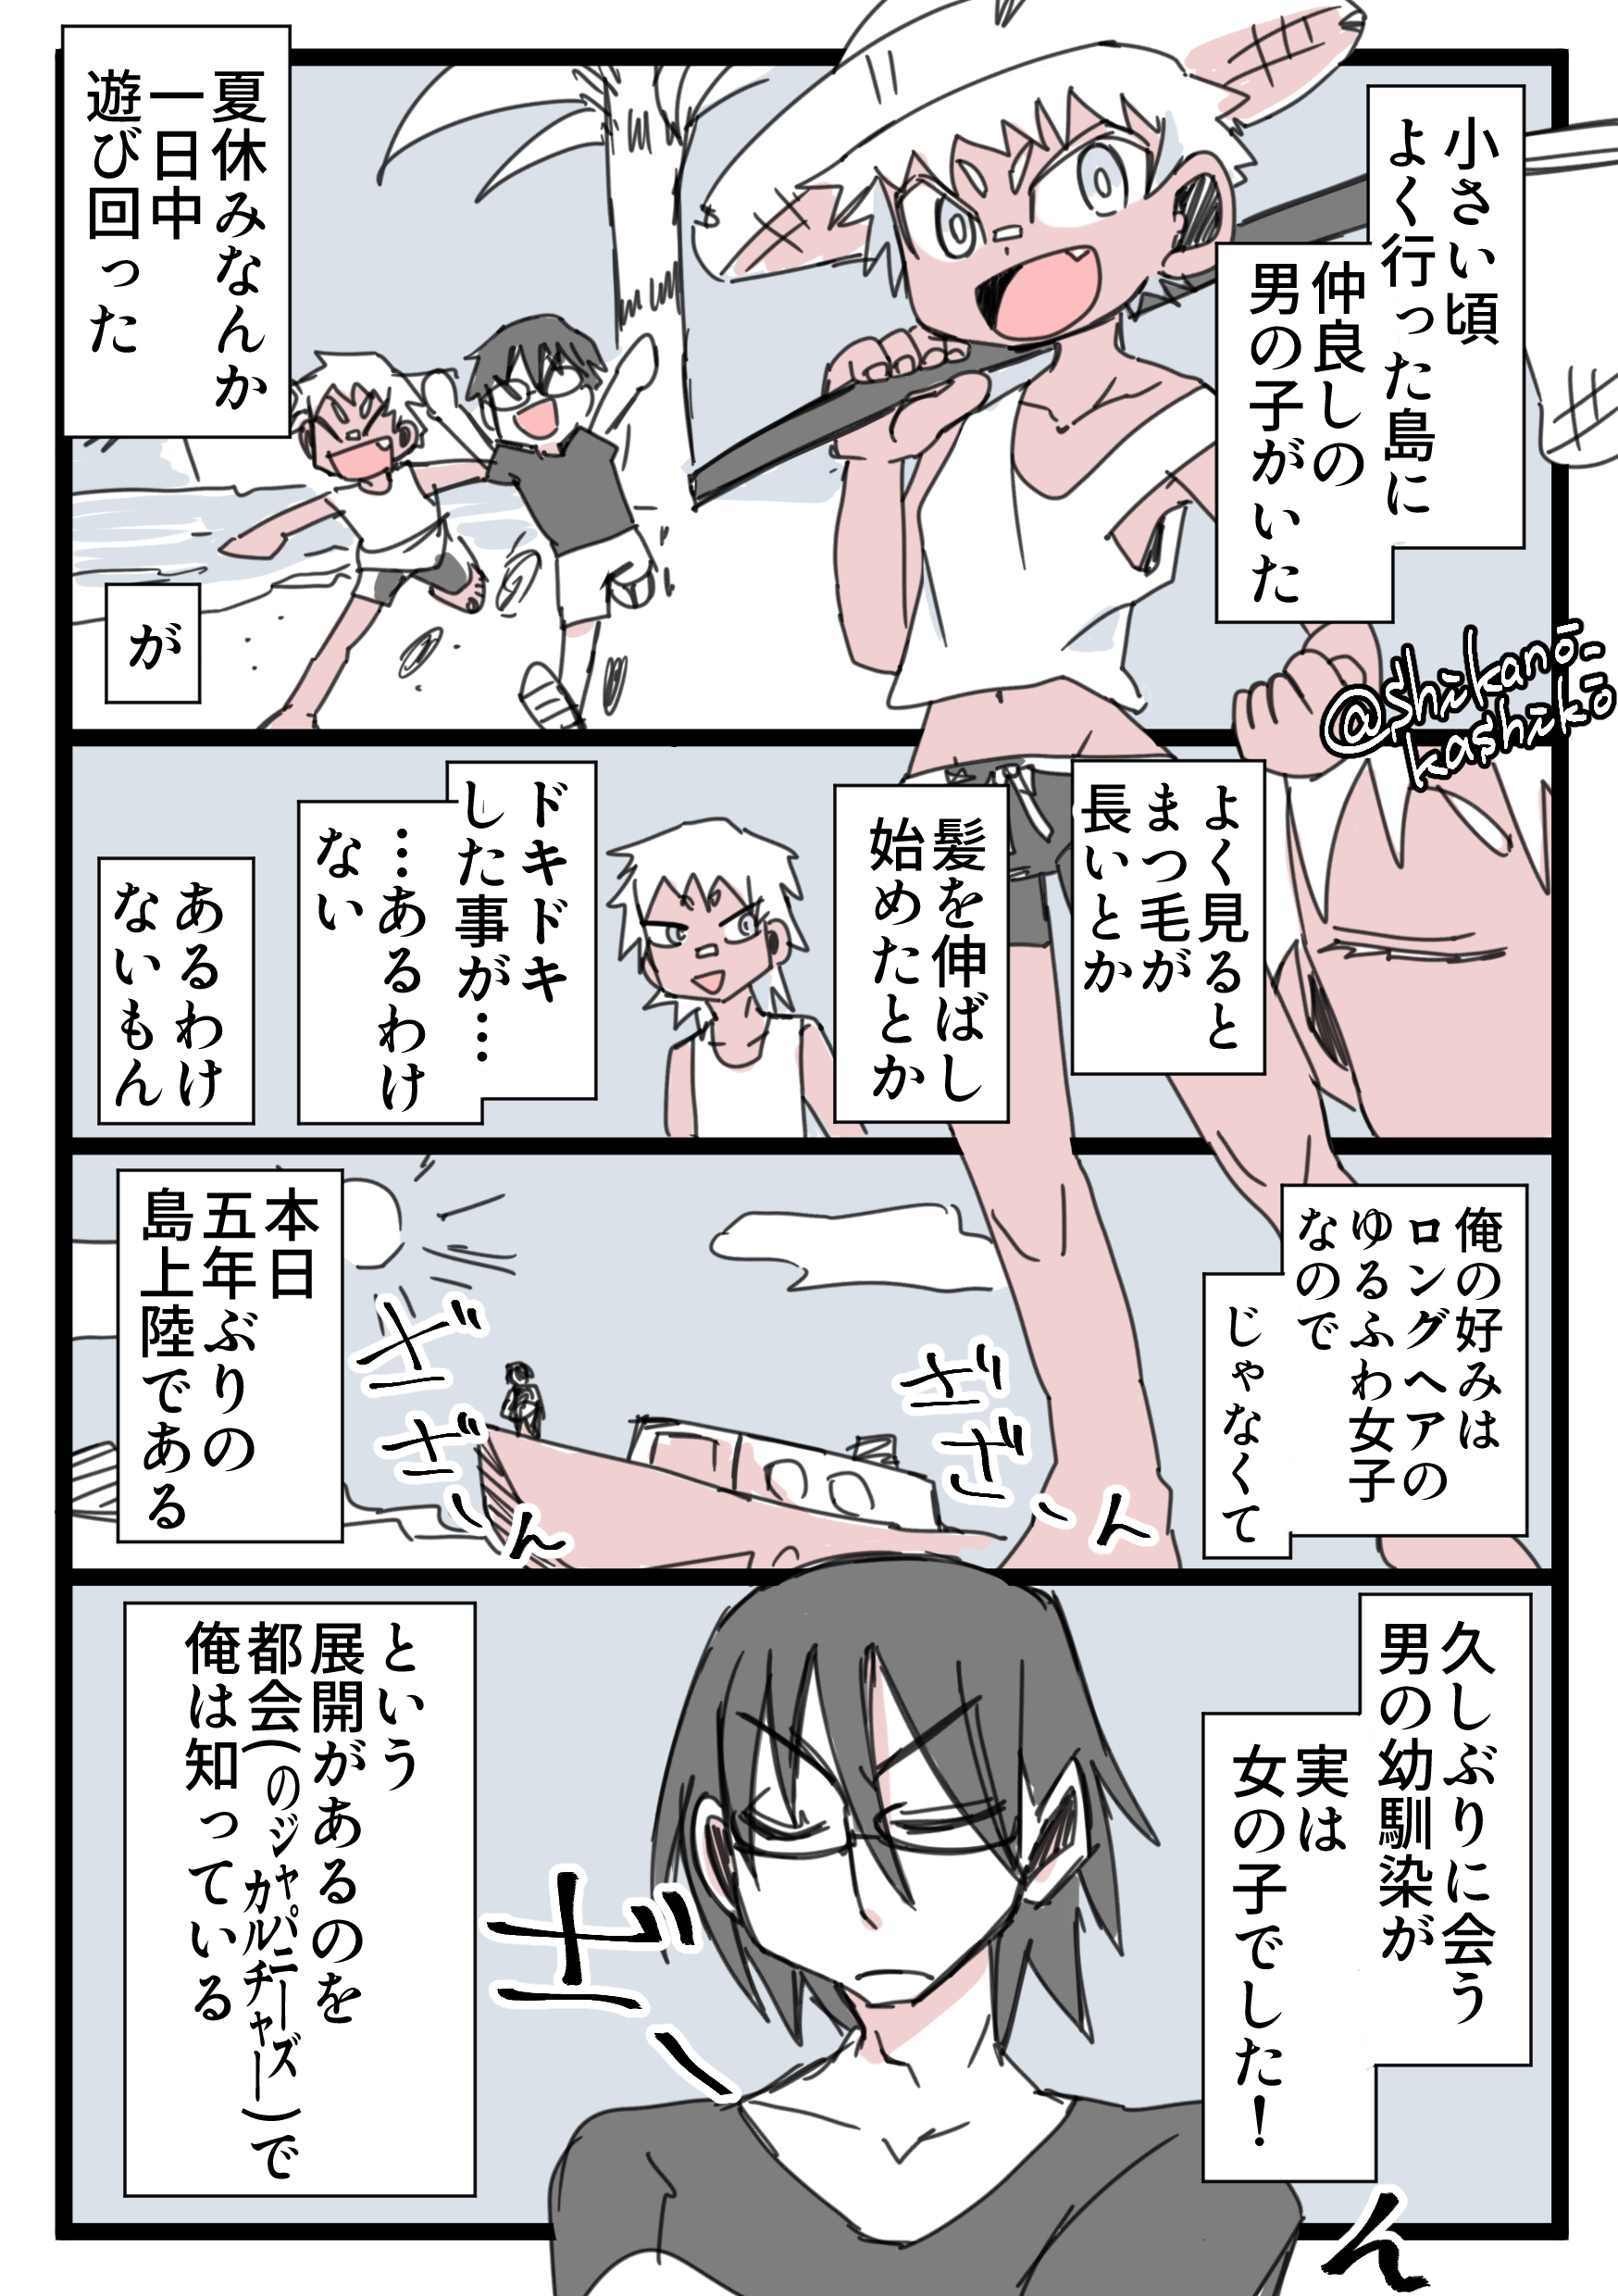 小さい頃
よく行った島に
仲良しの
男の子がいた
夏休みなんか
一日中
遊び回った
が
@shikano-
kashiko
よく見ると
まつ毛が
長いとか
髪を伸ばし
始めたとか
ドキドキ
した事が…
…あるわけ
ない
あるわけ
ないもん
俺の好みは
ロングヘアの
ゆるふわ女子
なので
じゃなくて
ざざーん
ざざーん
本日
五年ぶりの
島上陸である
久しぶりに会う
男の幼馴染が
実は
女の子でした！
という
展開があるのを
都会(のジャパニーズ
カルチャー)で
俺は知っている
ずーん